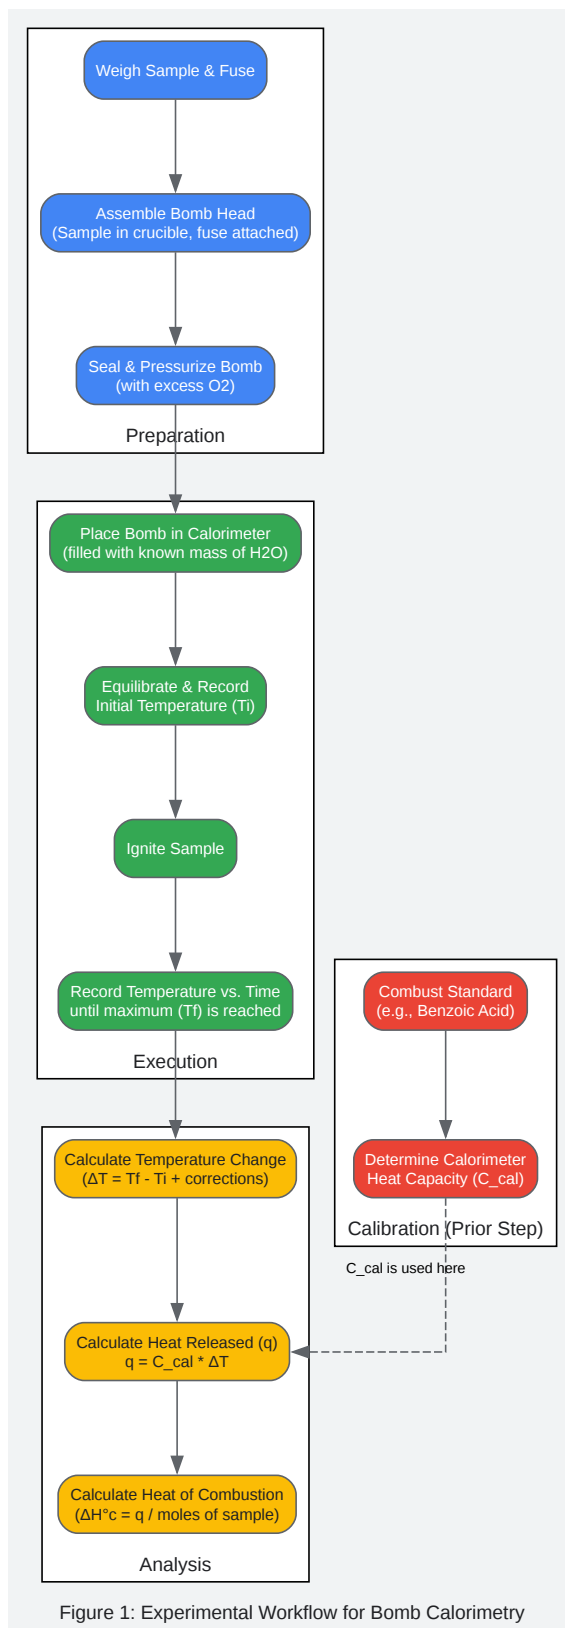 Weigh Sample & Fuse
Assemble Bomb Head
(Sample in crucible, fuse attached)
Seal & Pressurize Bomb
(with excess O2)
Preparation
Place Bomb in Calorimeter
(filled with known mass of H2O)
Equilibrate & Record
Initial Temperature (Ti)
Ignite Sample
Record Temperature vs. Time
until maximum (Tf) is reached
Execution
Combust Standard
(e.g., Benzoic Acid)
Determine Calorimeter
Heat Capacity (C_cal)
Calibration (Prior Step)
C_cal is used here
Calculate Temperature Change
(ΔT = Tf - Ti + corrections)
Calculate Heat Released (q)
q = C_cal * ΔT
Calculate Heat of Combustion
(ΔH°c = q / moles of sample)
Analysis
Figure 1: Experimental Workflow for Bomb Calorimetry